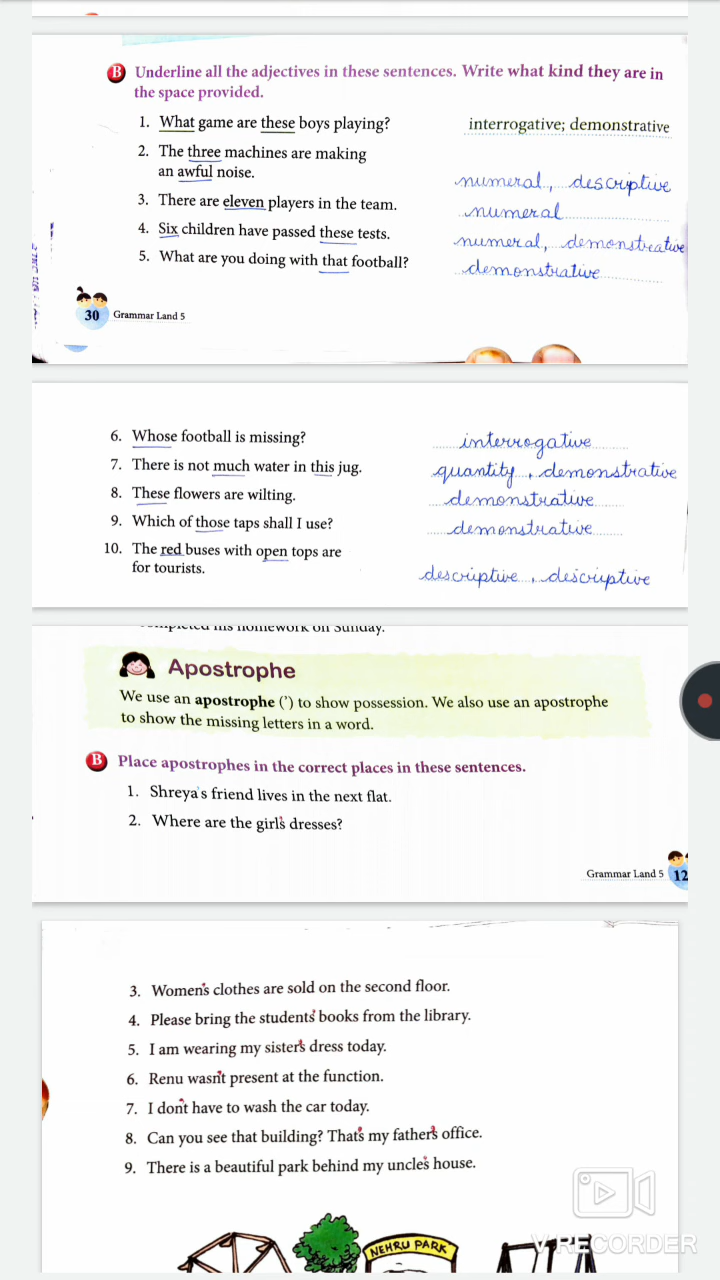 B Underline all the adjectives in these sentences. Write what kind they are in
the space provided.
1. What game are these boys playing? interrogative; demonstrative
2. The three machines are making
an awful noise. numeral, descriptive
3. There are eleven players in the team. numeral
4. Six children have passed these tests. numeral, demonstrative
5. What are you doing with that football? demonstrative
30 Grammar Land 5
6. Whose football is missing? interrogative
7. There is not much water in this jug. quantity, demonstrative
8. These flowers are wilting. demonstrative
9. Which of those taps shall I use? demonstrative
10. The red buses with open tops are
for tourists. descriptive, descriptive
completed his homework on Sunday.
Apostrophe
We use an apostrophe (’) to show possession. We also use an apostrophe
to show the missing letters in a word.
B Place apostrophes in the correct places in these sentences.
1. Shreya's friend lives in the next flat.
2. Where are the girl's dresses?
Grammar Land 5 12
3. Women's clothes are sold on the second floor.
4. Please bring the students' books from the library.
5. I am wearing my sister's dress today.
6. Renu wasn't present at the function.
7. I don't have to wash the car today.
8. Can you see that building? That's my father's office.
9. There is a beautiful park behind my uncle's house.
NEHRU PARK
V RECORDER